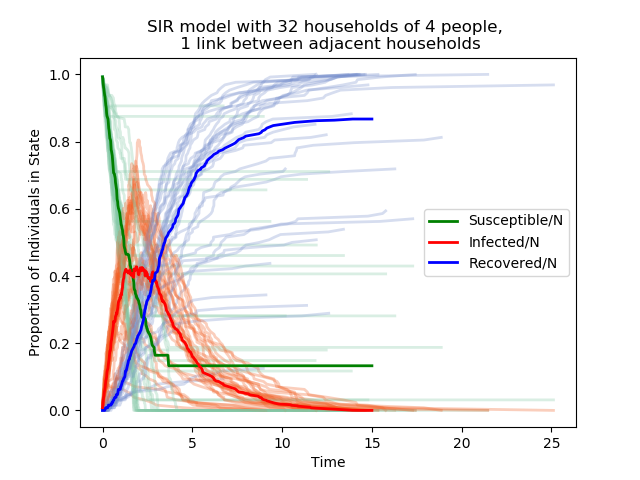 SIR model with 32 households of 4 people,
1 link between adjacent households
Proportion of Individuals in State
1.0
0.8
0.6
0.4
0.2
0.0
Susceptible/N
Infected/N
Recovered/N
0 5 10 15 20 25
Time